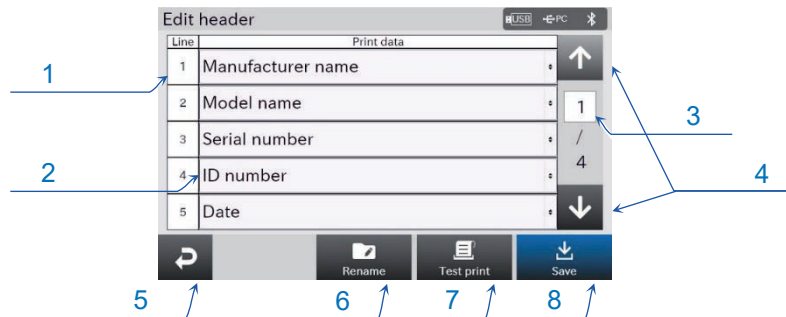 Edit header
USB PC
Line Print data
1 Manufacturer name
2 Model name
3 Serial number
4 ID number
5 Date
1
/
4
Rename
Test print
Save
1
2
3
4
5
6
7
8